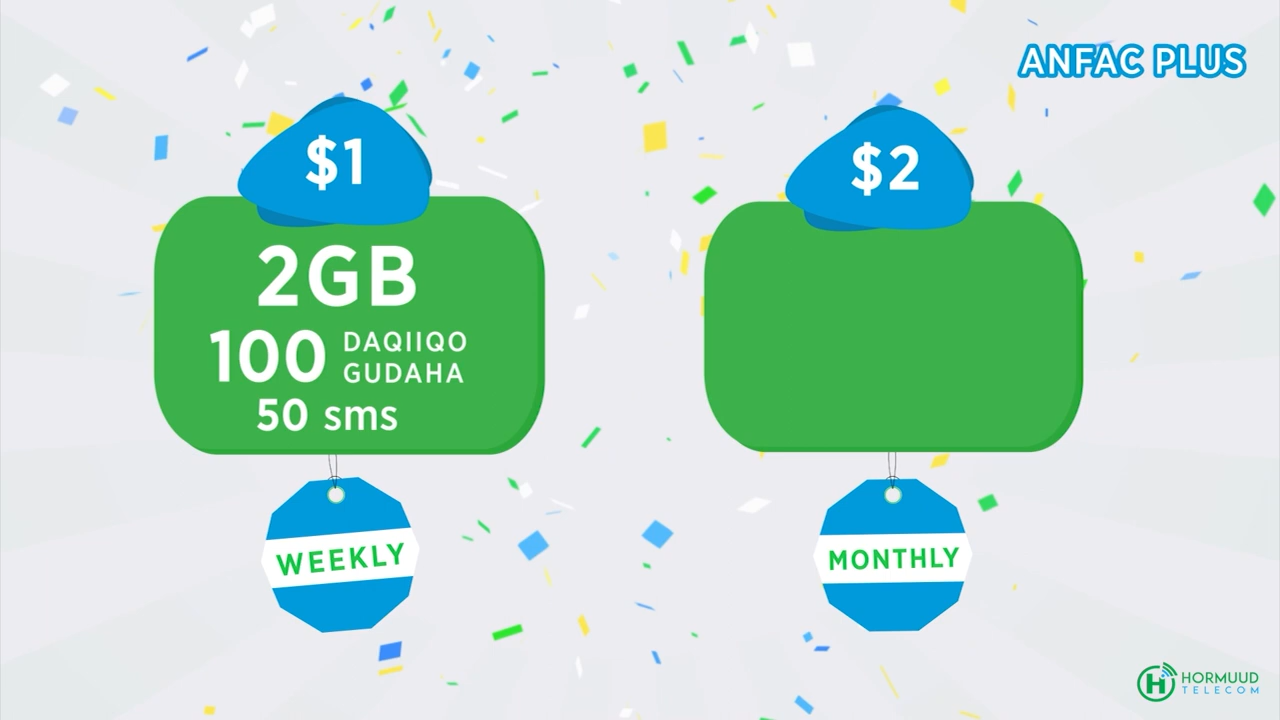 ANFAC PLUS
$1
2GB
100 DAQIIQO
GUDAHA
50 sms
WEEKLY
$2
MONTHLY
HORMUUD
TELECOM